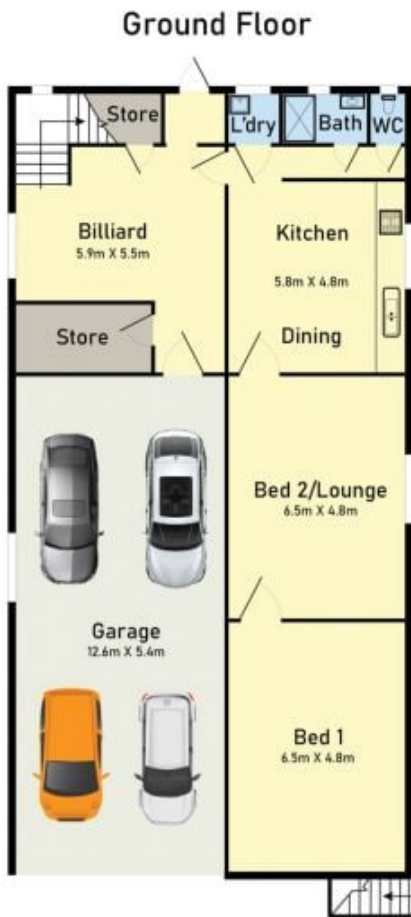 Ground Floor
Store
L'dry
Bath
WC
Billiard
5.9m X 5.5m
Kitchen
5.8m X 4.8m
Dining
Store
Bed 2/Lounge
6.5m X 4.8m
Garage
12.6m X 5.4m
Bed 1
6.5m X 4.8m